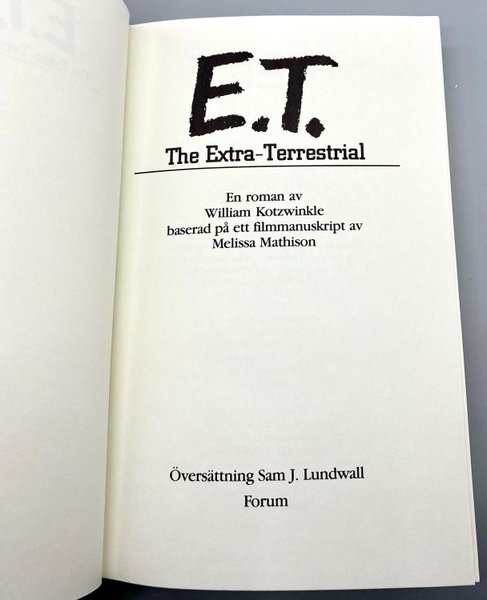 E.T.
The Extra-Terrestrial
En roman av
William Kotzwinkle
baserad på ett filmmanuskript av
Melissa Mathison
Översättning Sam J. Lundwall
Forum